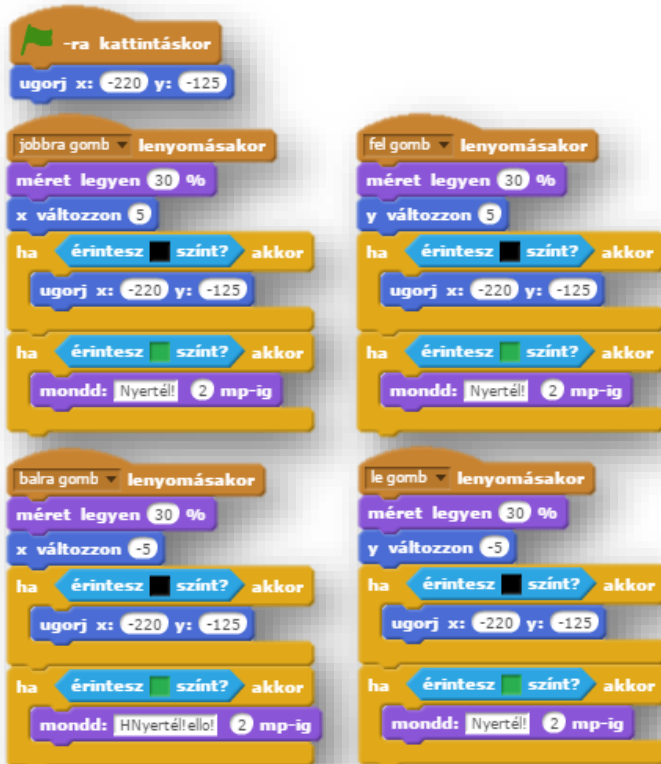 -ra kattintáskor
ugorj x: -220 y: -125
jobbra gomb lenyomásakor
méret legyen 30 %
x változzon 5
ha érintesz színt? akkor
ugorj x: -220 y: -125
ha érintesz színt? akkor
mondd: Nyertél! 2 mp-ig
fel gomb lenyomásakor
méret legyen 30 %
y változzon 5
ha érintesz színt? akkor
ugorj x: -220 y: -125
ha érintesz színt? akkor
mondd: Nyertél! 2 mp-ig
balra gomb lenyomásakor
méret legyen 30 %
x változzon -5
ha érintesz színt? akkor
ugorj x: -220 y: -125
ha érintesz színt? akkor
mondd: HNyertél!ello! 2 mp-ig
le gomb lenyomásakor
méret legyen 30 %
y változzon -5
ha érintesz színt? akkor
ugorj x: -220 y: -125
ha érintesz színt? akkor
mondd: Nyertél! 2 mp-ig